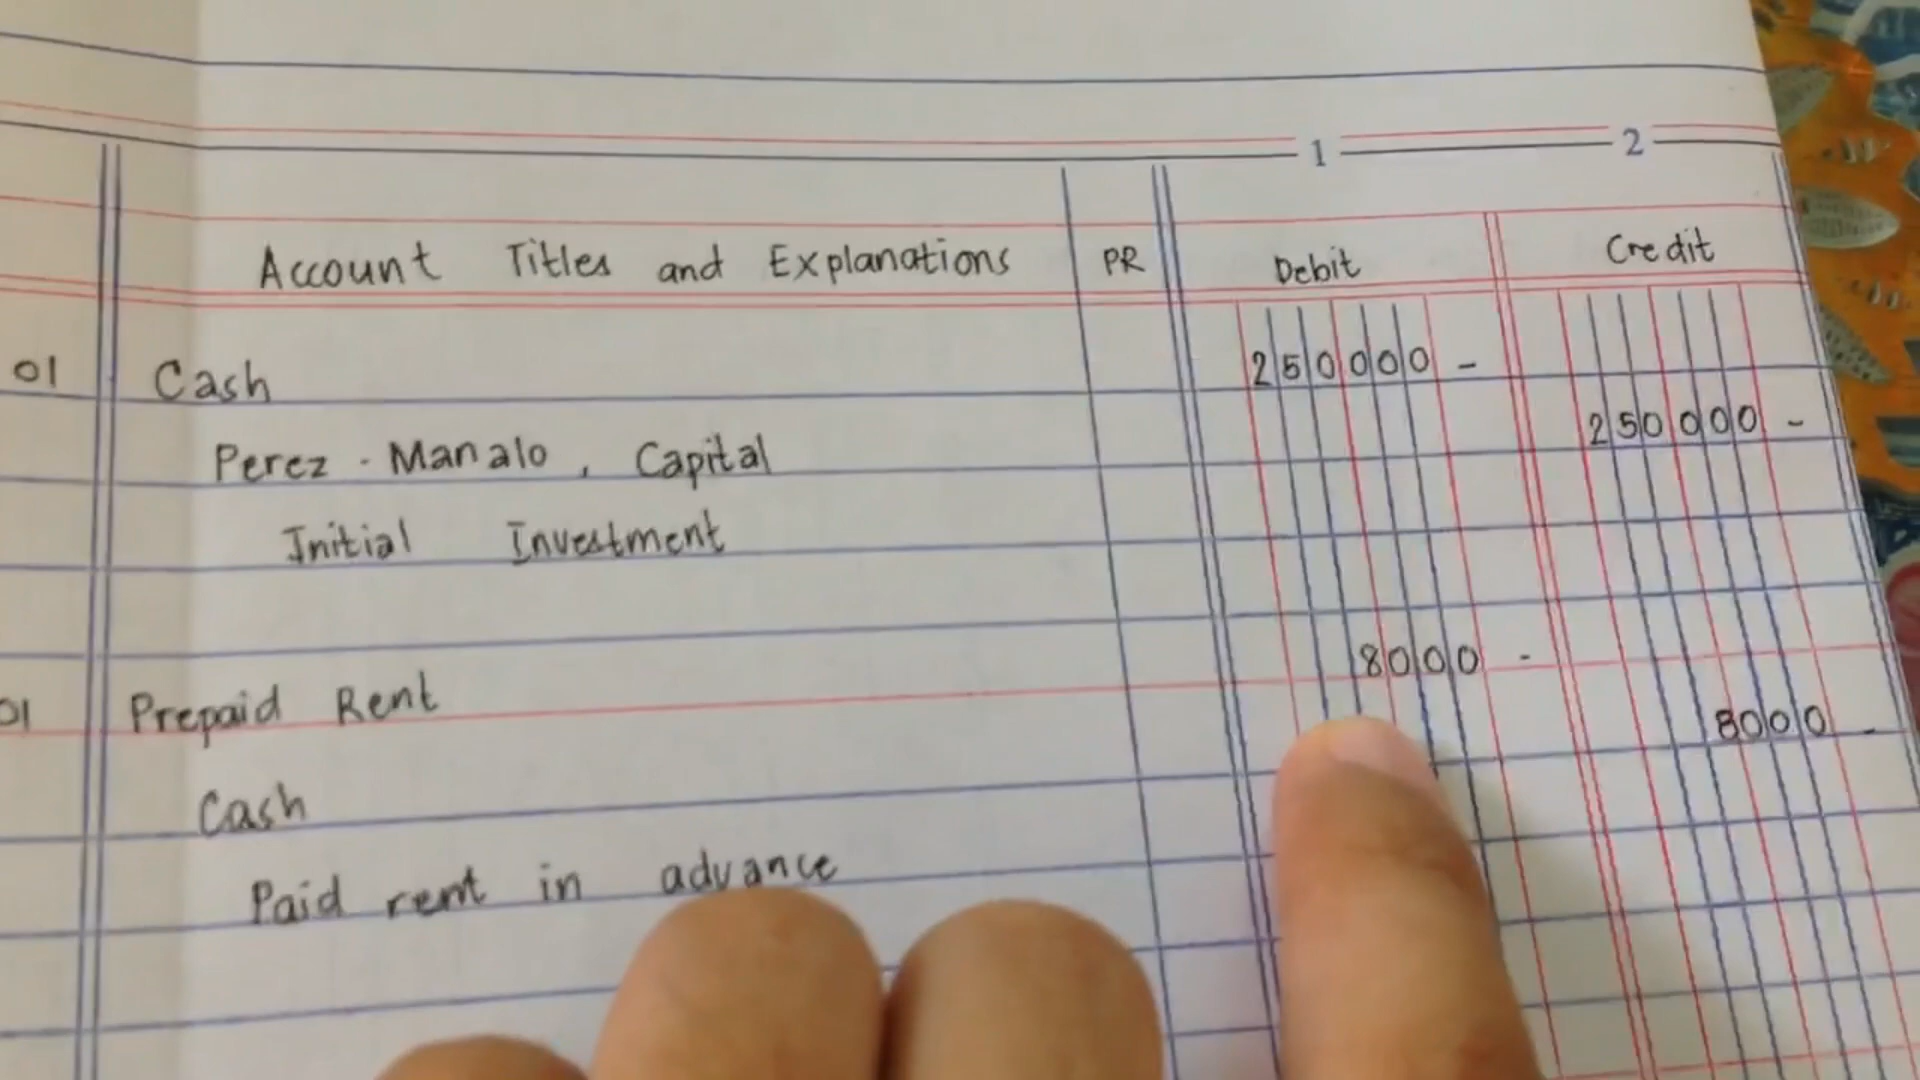 1 2
Account Titles and Explanations PR Debit Credit
01 Cash 250000 -
Perez - Manalo, Capital 250000 -
Initial Investment
01 Prepaid Rent 8000 -
Cash 8000 -
Paid rent in advance